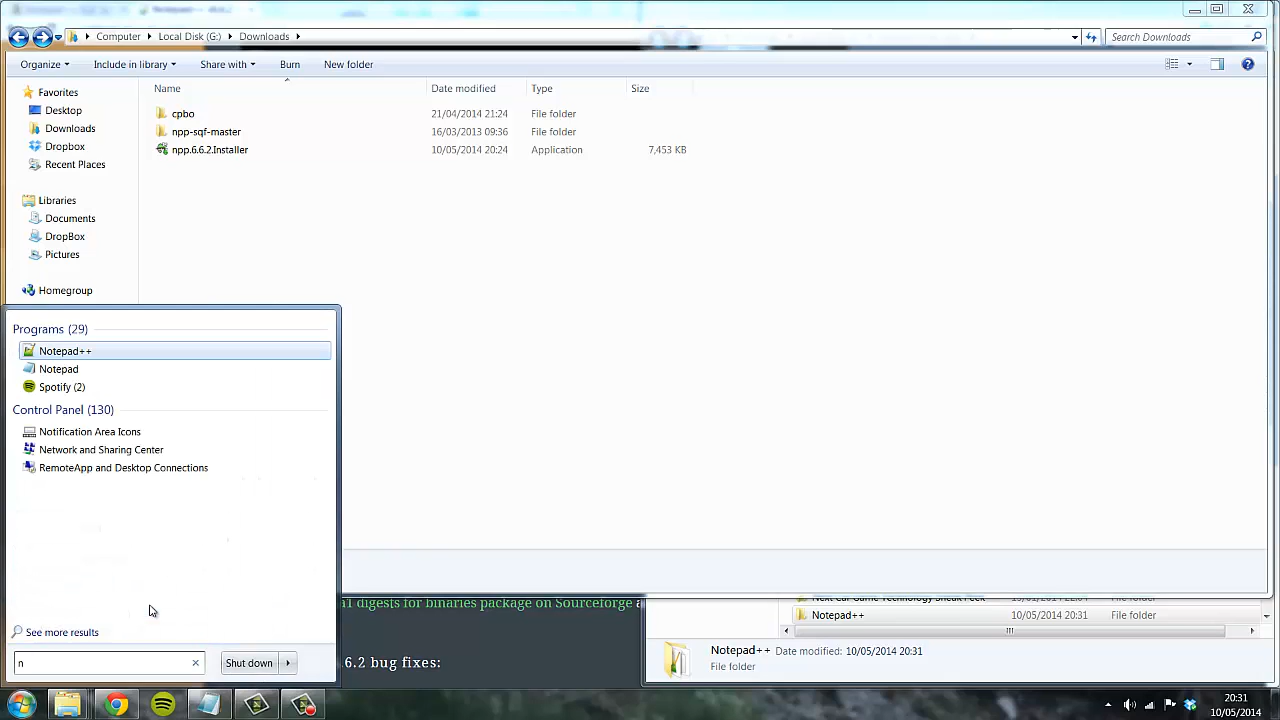 Computer
Local Disk (G:)
Downloads
Search Downloads
Organize
Include in library
Share with
Burn
New folder
Name
Date modified
Type
Size
Favorites
Desktop
Downloads
Dropbox
Recent Places
Libraries
Documents
DropBox
Pictures
Homegroup
cpbo
21/04/2014 21:24
File folder
npp-sqf-master
16/03/2013 09:36
File folder
npp.6.6.2.Installer
10/05/2014 20:24
Application
7,453 KB
Programs (29)
Notepad++
Notepad
Spotify (2)
Control Panel (130)
Notification Area Icons
Network and Sharing Center
RemoteApp and Desktop Connections
See more results
n
Shut down
digests for binaries package on Sourceforge
.6.2 bug fixes:
Notepad++
10/05/2014 20:31
File folder
Notepad++
Date modified: 10/05/2014 20:31
File folder
20:31
10/05/2014